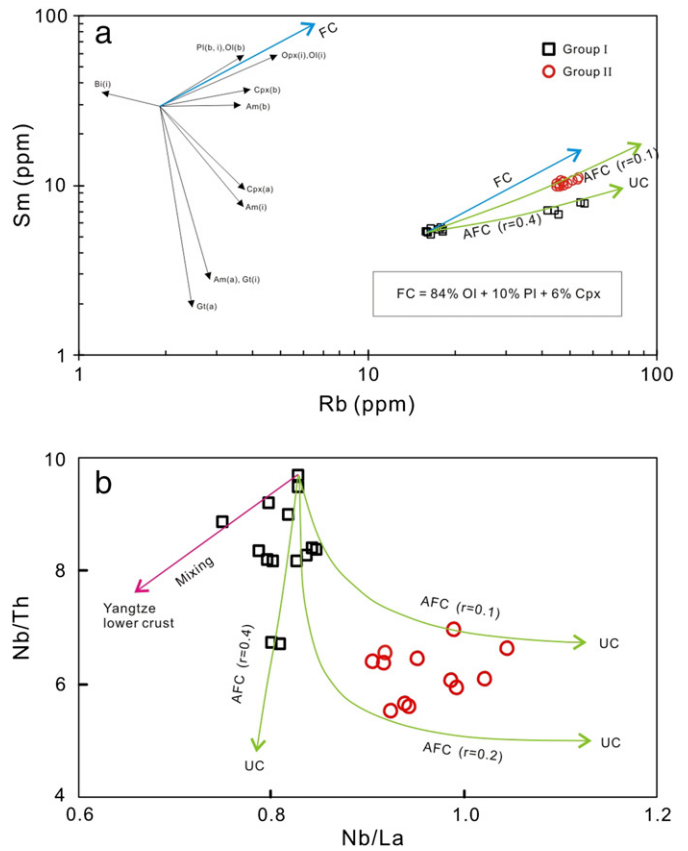 a
100
10
1
Sm (ppm)
Pl(b, i),Ol(b)
FC
Opx(i),Ol(i)
Bi(i)
Cpx(b)
Am(b)
Cpx(a)
Am(i)
Am(a), Gt(i)
Gt(a)
Group I
Group II
FC
AFC (r=0.1)
UC
AFC (r=0.4)
FC = 84% Ol + 10% Pl + 6% Cpx
1
10
100
Rb (ppm)
b
10
8
6
4
Nb/Th
Mixing
Yangtze
lower crust
AFC (r=0.4)
UC
AFC (r=0.1)
UC
AFC (r=0.2)
UC
0.6
0.8
1.0
1.2
Nb/La